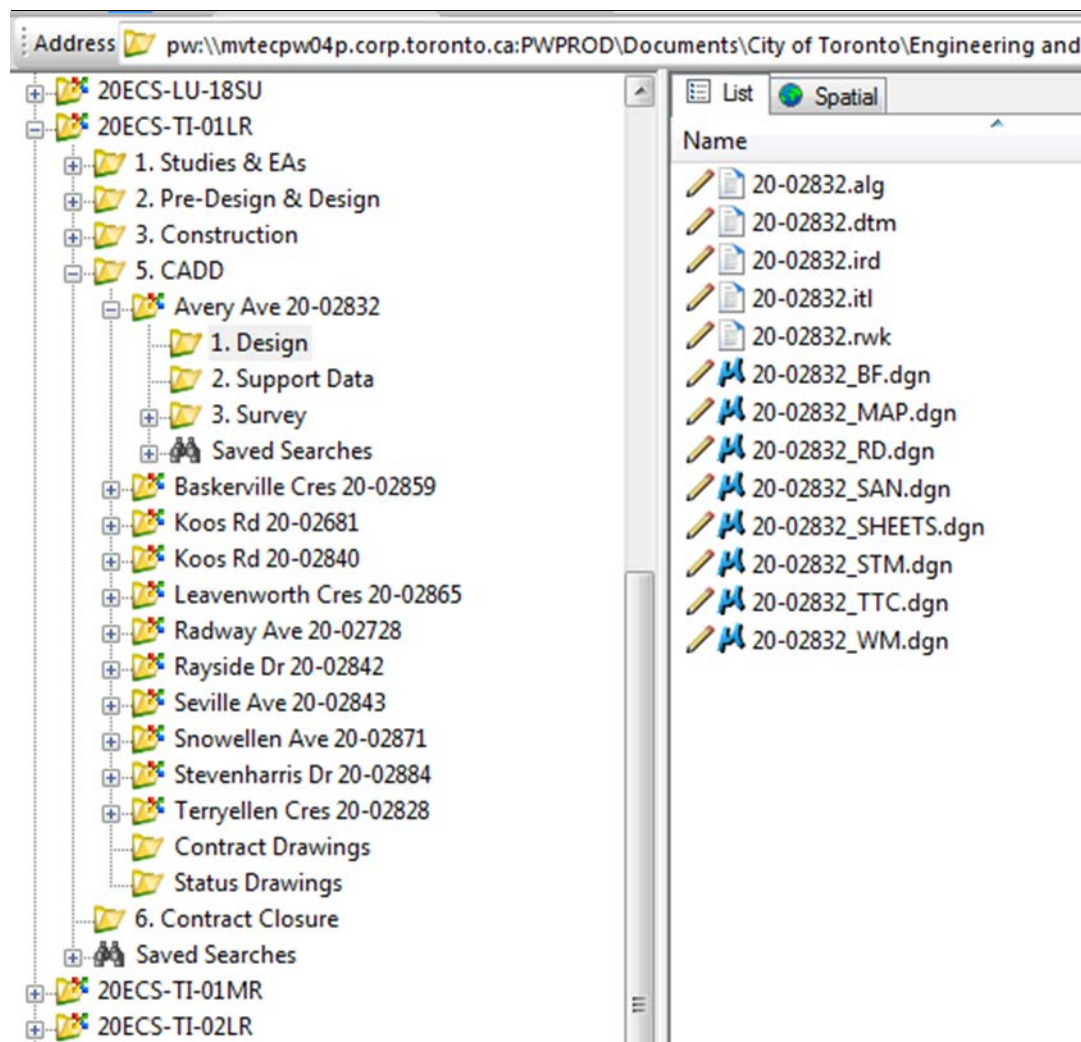 Address pw:\\mvtecpw04p.corp.toronto.ca:PWPROD\Documents\City of Toronto\Engineering and
20ECS-LU-18SU
20ECS-TI-01LR
1. Studies & EAs
2. Pre-Design & Design
3. Construction
5. CADD
Avery Ave 20-02832
1. Design
2. Support Data
3. Survey
Saved Searches
Baskerville Cres 20-02859
Koos Rd 20-02681
Koos Rd 20-02840
Leavenworth Cres 20-02865
Radway Ave 20-02728
Rayside Dr 20-02842
Seville Ave 20-02843
Snowellen Ave 20-02871
Stevenharris Dr 20-02884
Terryellen Cres 20-02828
Contract Drawings
Status Drawings
6. Contract Closure
Saved Searches
20ECS-TI-01MR
20ECS-TI-02LR
List Spatial
Name
20-02832.alg
20-02832.dtm
20-02832.ird
20-02832.itl
20-02832.rwk
20-02832_BF.dgn
20-02832_MAP.dgn
20-02832_RD.dgn
20-02832_SAN.dgn
20-02832_SHEETS.dgn
20-02832_STM.dgn
20-02832_TTC.dgn
20-02832_WM.dgn